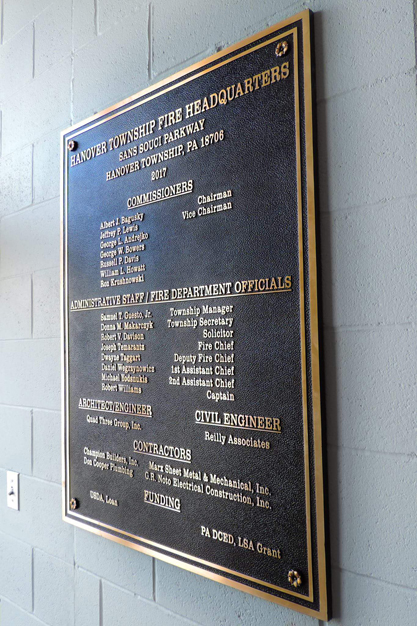 HANOVER TOWNSHIP FIRE HEADQUARTERS
SANS SOUCI PARKWAY
HANOVER TOWNSHIP, PA 18706
2017
COMMISSIONERS
Albert J. Bagusky Chairman
Jeffrey P. Lewis Vice Chairman
George L. Andrejko
George W. Bowers
Russell P. Davis
William L. Howatt
Ron Krushnowski
ADMINISTRATIVE STAFF / FIRE DEPARTMENT OFFICIALS
Samuel T. Guesto, Jr. Township Manager
Donna M. Makarczyk Township Secretary
Robert V. Davison Solicitor
Joseph Temarantz Fire Chief
Dwayne Taggart Deputy Fire Chief
Daniel Wegrzynowicz 1st Assistant Chief
Michael Yodsnukis 2nd Assistant Chief
Robert Williams Captain
ARCHITECT/ENGINEER CIVIL ENGINEER
Quad Three Group, Inc. Reilly Associates
CONTRACTORS
Champion Builders, Inc. Marx Sheet Metal & Mechanical, Inc.
Don Cooper Plumbing G.R. Noto Electrical Construction, Inc.
FUNDING
USDA, Loan PA DCED, LSA Grant